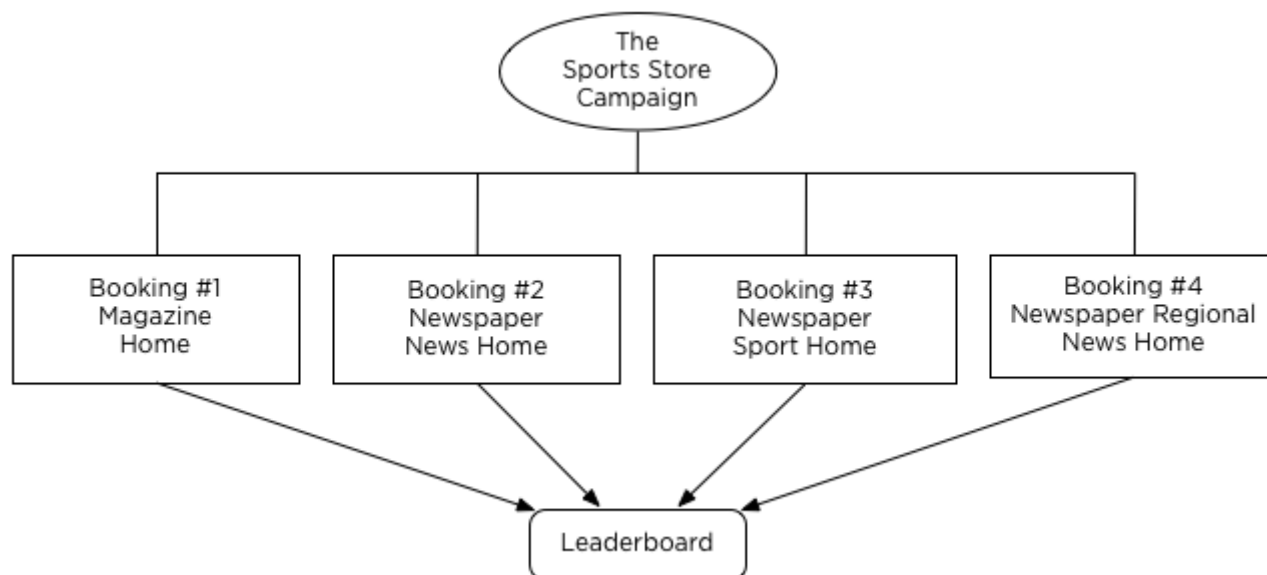 The
Sports Store
Campaign
Booking #1
Magazine
Home
Booking #2
Newspaper
News Home
Booking #3
Newspaper
Sport Home
Booking #4
Newspaper Regional
News Home
Leaderboard